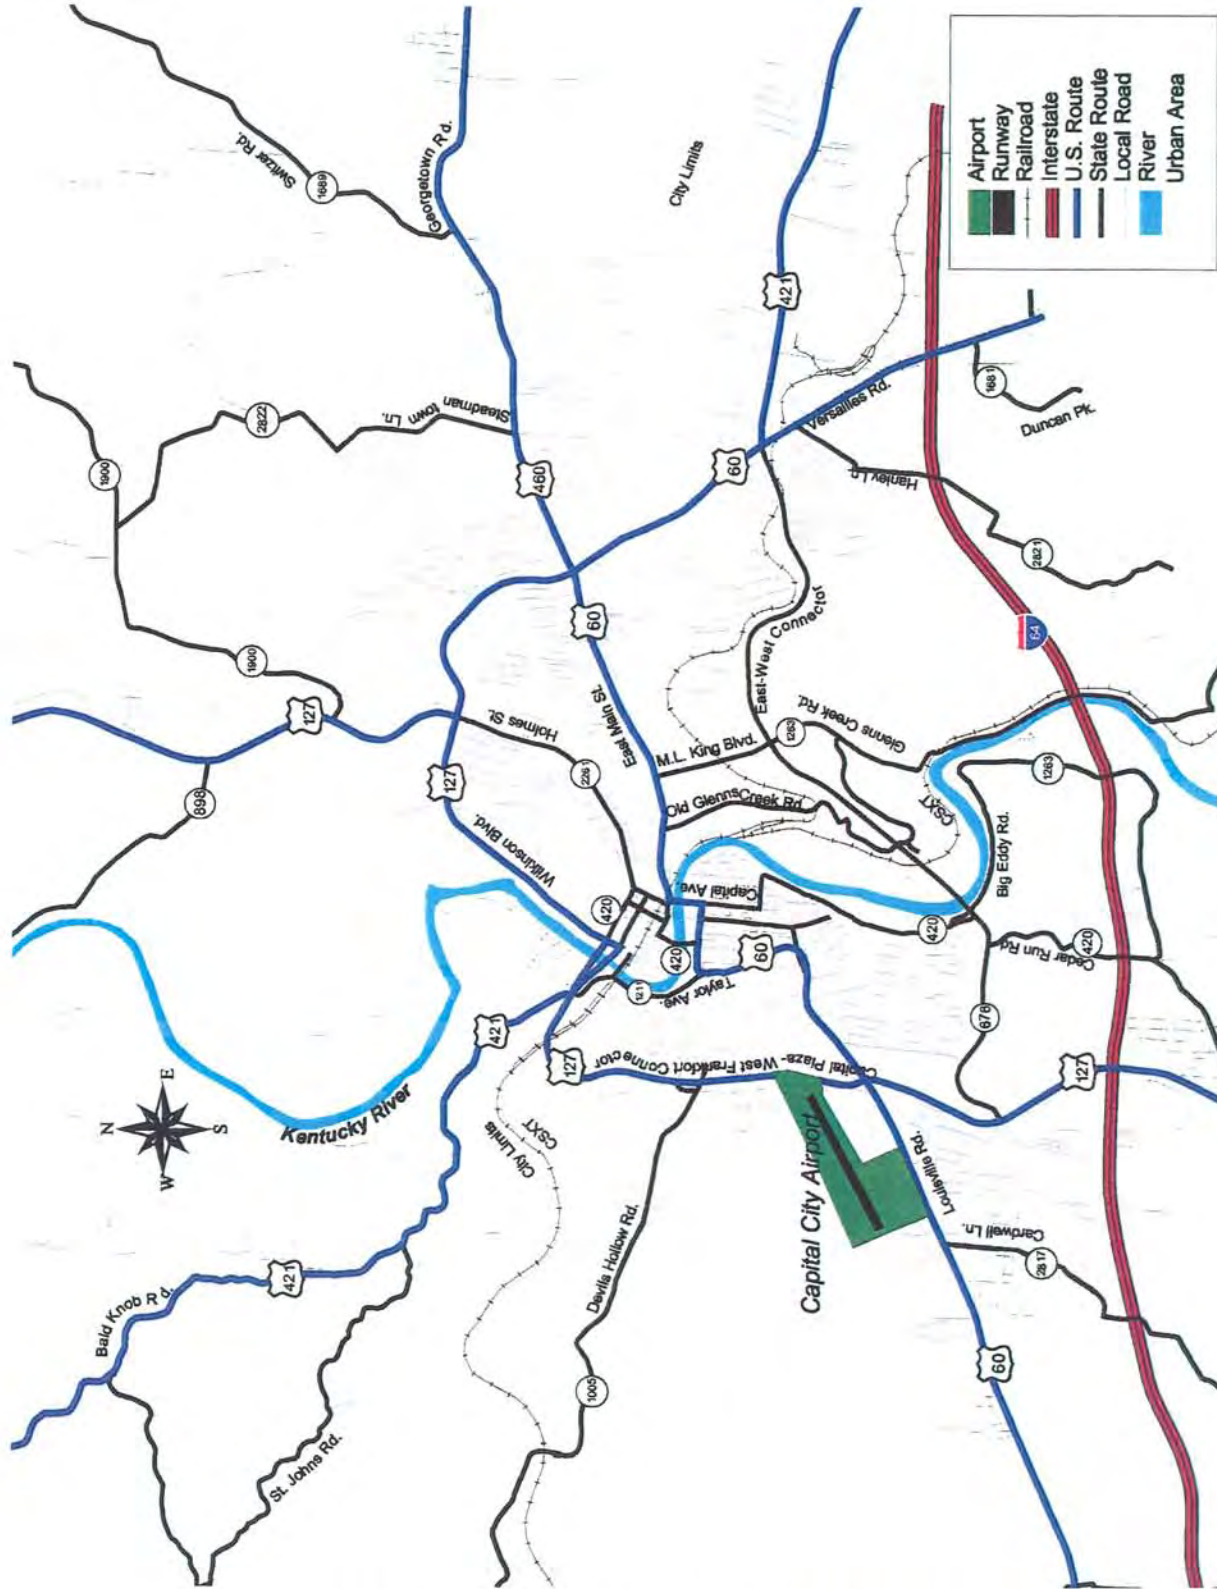 Switzer Rd.
1689
Georgetown Rd.
City Limits
Airport
Runway
Railroad
Interstate
U.S. Route
State Route
Local Road
River
Urban Area
1900
2822
Steadman town Ln.
460
421
60
Versailles Rd.
1681
Duncan Pk.
Hanley Ln.
2821
1900
127
Holmes St.
60
East Main St.
East-West Connector
64
898
127
2261
M.L. King Blvd.
1263
Glenns Creek Rd.
Wilkinson Blvd.
Old Glenns Creek Rd.
CSXT
1263
Big Eddy Rd.
420
Capital Ave.
420
420
1211
Taylor Ave.
60
Cedar Run Rd.
420
678
421
127
Capital Plaza- West Frankfort Connector
127
N
E
S
W
Kentucky River
City Limits
CSXT
Capital City Airport
Louisville Rd.
Devils Hollow Rd.
Cardwell Ln.
2817
Bald Knob Rd.
421
St. Johns Rd.
1005
60